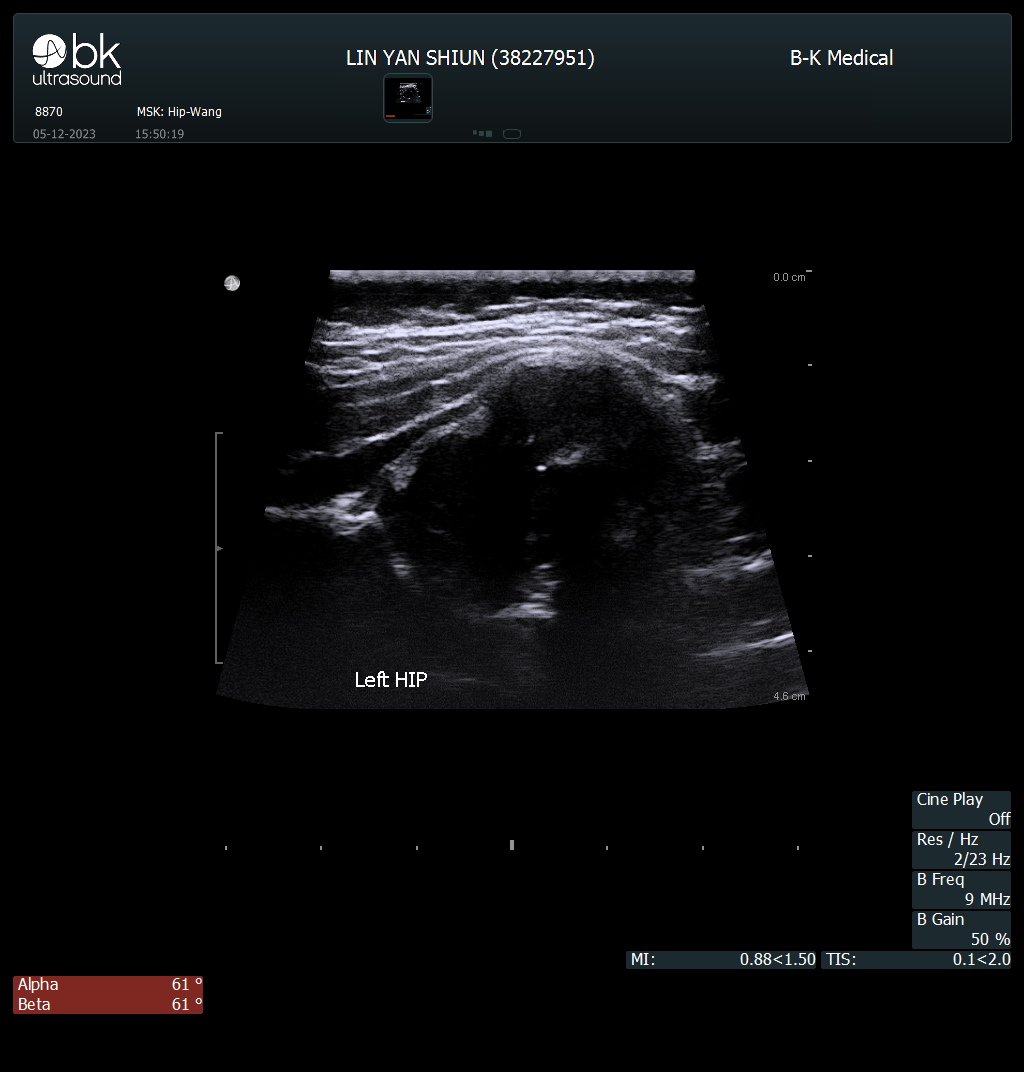 bk
ultrasound
LIN YAN SHIUN (38227951)
B-K Medical
8870
MSK: Hip-Wang
05-12-2023
15:50:19
0.0 cm
Left HIP
4.6 cm
Cine Play
Off
Res / Hz
2/23 Hz
B Freq
9 MHz
B Gain
50 %
MI: 0.88<1.50
TIS: 0.1<2.0
Alpha 61 °
Beta 61 °